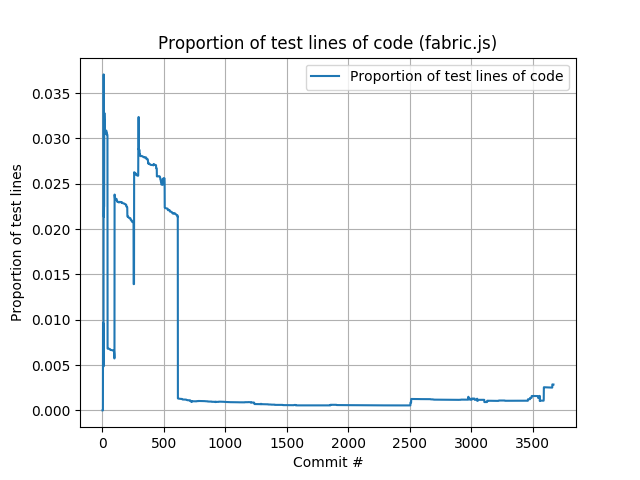 Proportion of test lines of code (fabric.js)
Proportion of test lines of code
0.035
0.030
0.025
0.020
0.015
0.010
0.005
0.000
Proportion of test lines
0 500 1000 1500 2000 2500 3000 3500
Commit #